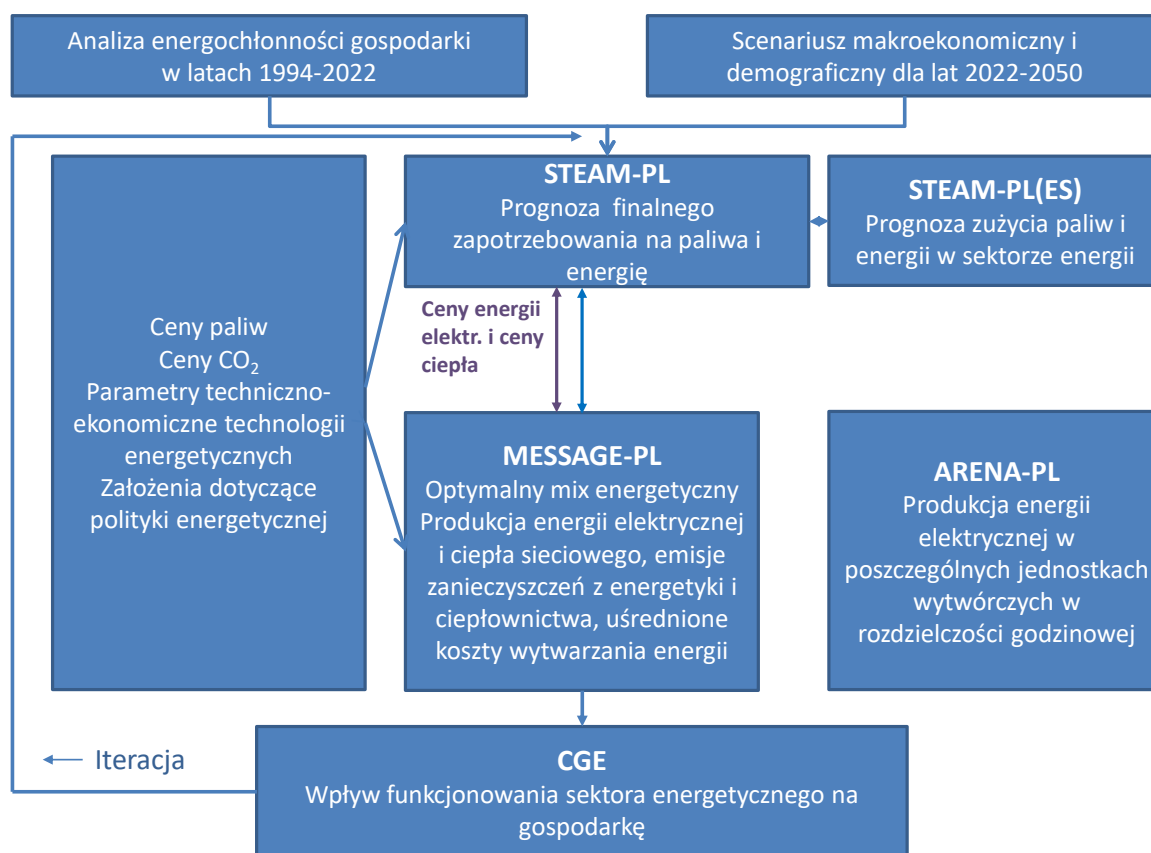 Analiza energochłonności gospodarki
w latach 1994-2022
Scenariusz makroekonomiczny i
demograficzny dla lat 2022-2050
STEAM-PL
Prognoza finalnego
zapotrzebowania na paliwa i
energię
STEAM-PL(ES)
Prognoza zużycia paliw i
energii w sektorze energii
Ceny energii
elektr. i ceny
ciepła
Ceny paliw
Ceny CO₂
Parametry techniczno-
ekonomiczne technologii
energetycznych
Założenia dotyczące
polityki energetycznej
MESSAGE-PL
Optymalny mix energetyczny
Produkcja energii elektrycznej
i ciepła sieciowego, emisje
zanieczyszczeń z energetyki i
ciepłownictwa, uśrednione
koszty wytwarzania energii
ARENA-PL
Produkcja energii
elektrycznej w
poszczególnych jednostkach
wytwórczych w
rozdzielczości godzinowej
Iteracja
CGE
Wpływ funkcjonowania sektora energetycznego na
gospodarkę